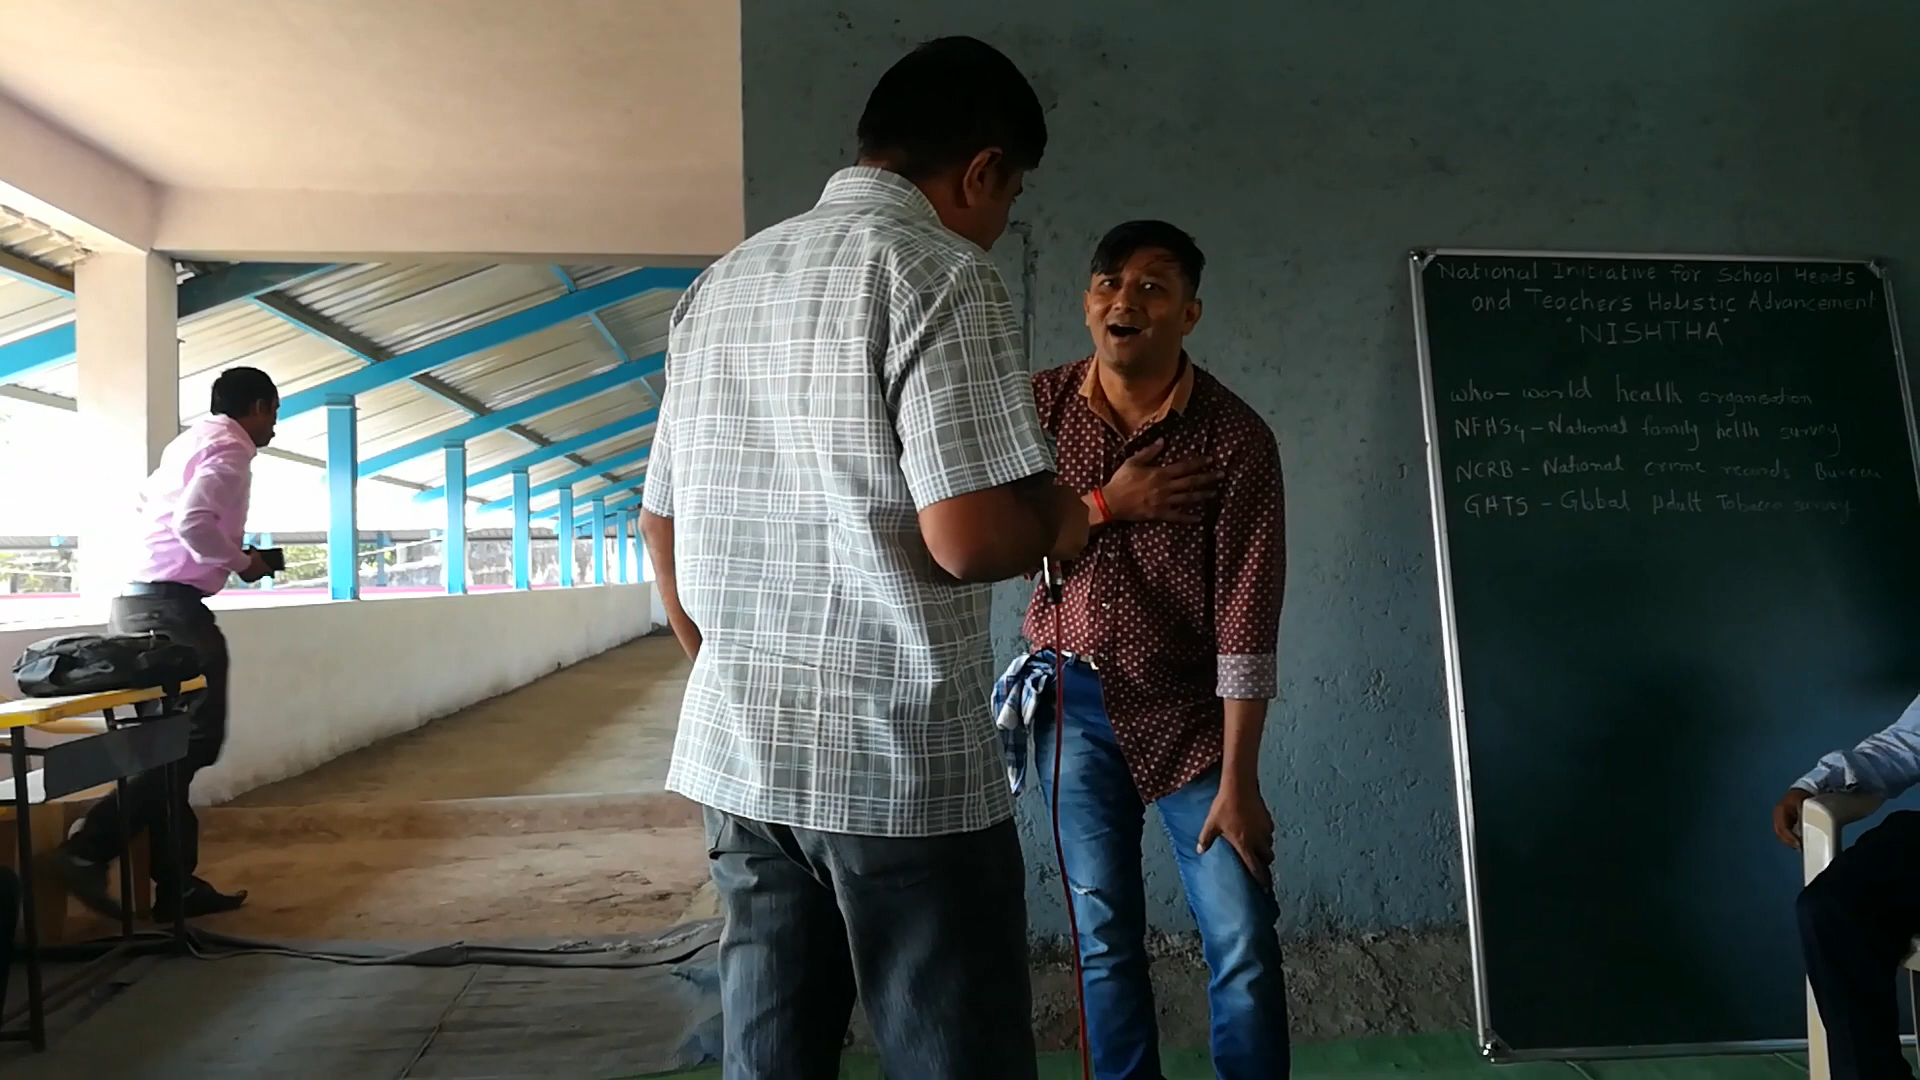 National Initiative for School Heads
and Teachers Holistic Advancement
"NISHTHA"
who - world health organisation
NFHS4 - National family helth survey
NCRB - National crime records Bureau
GHTS - Global Adult Tobacco survey